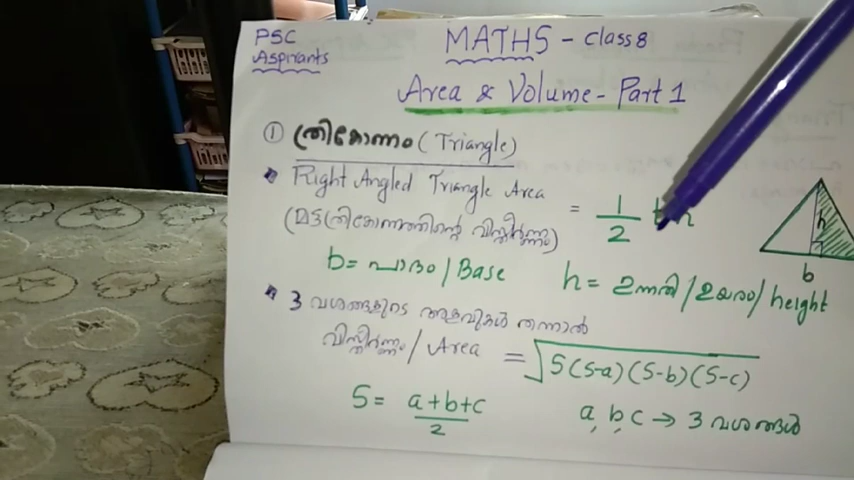 PSC
Aspirants
MATHS - class 8
Area & Volume - Part 1
① ത്രികോണം (Triangle)
Right Angled Triangle Area
(മട്ടത്രികോണത്തിന്റെ വിസ്തീർണ്ണം)
= 1/2 bh
b = പാദം / Base
h = ഉന്നതി / ഉയരം / height
h
b
3 വശങ്ങളുടെ അളവുകൾ തന്നാൽ
വിസ്തീർണ്ണം / Area = √S(S-a)(S-b)(S-c)
S = a+b+c/2
a, b, c → 3 വശങ്ങൾ